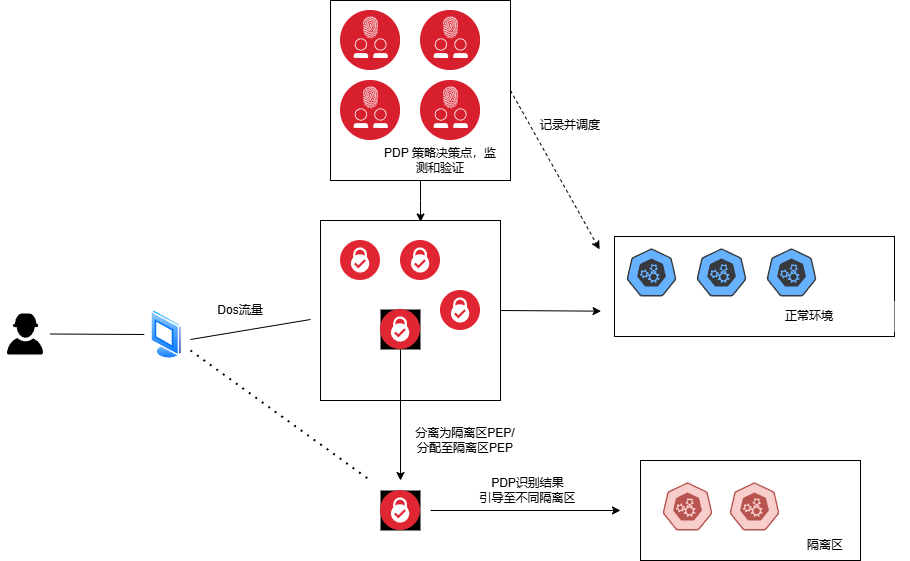 PDP 策略决策点，监
测和验证
记录并调度
Dos流量
正常环境
分离为隔离区PEP/
分配至隔离区PEP
PDP识别结果
引导至不同隔离区
隔离区